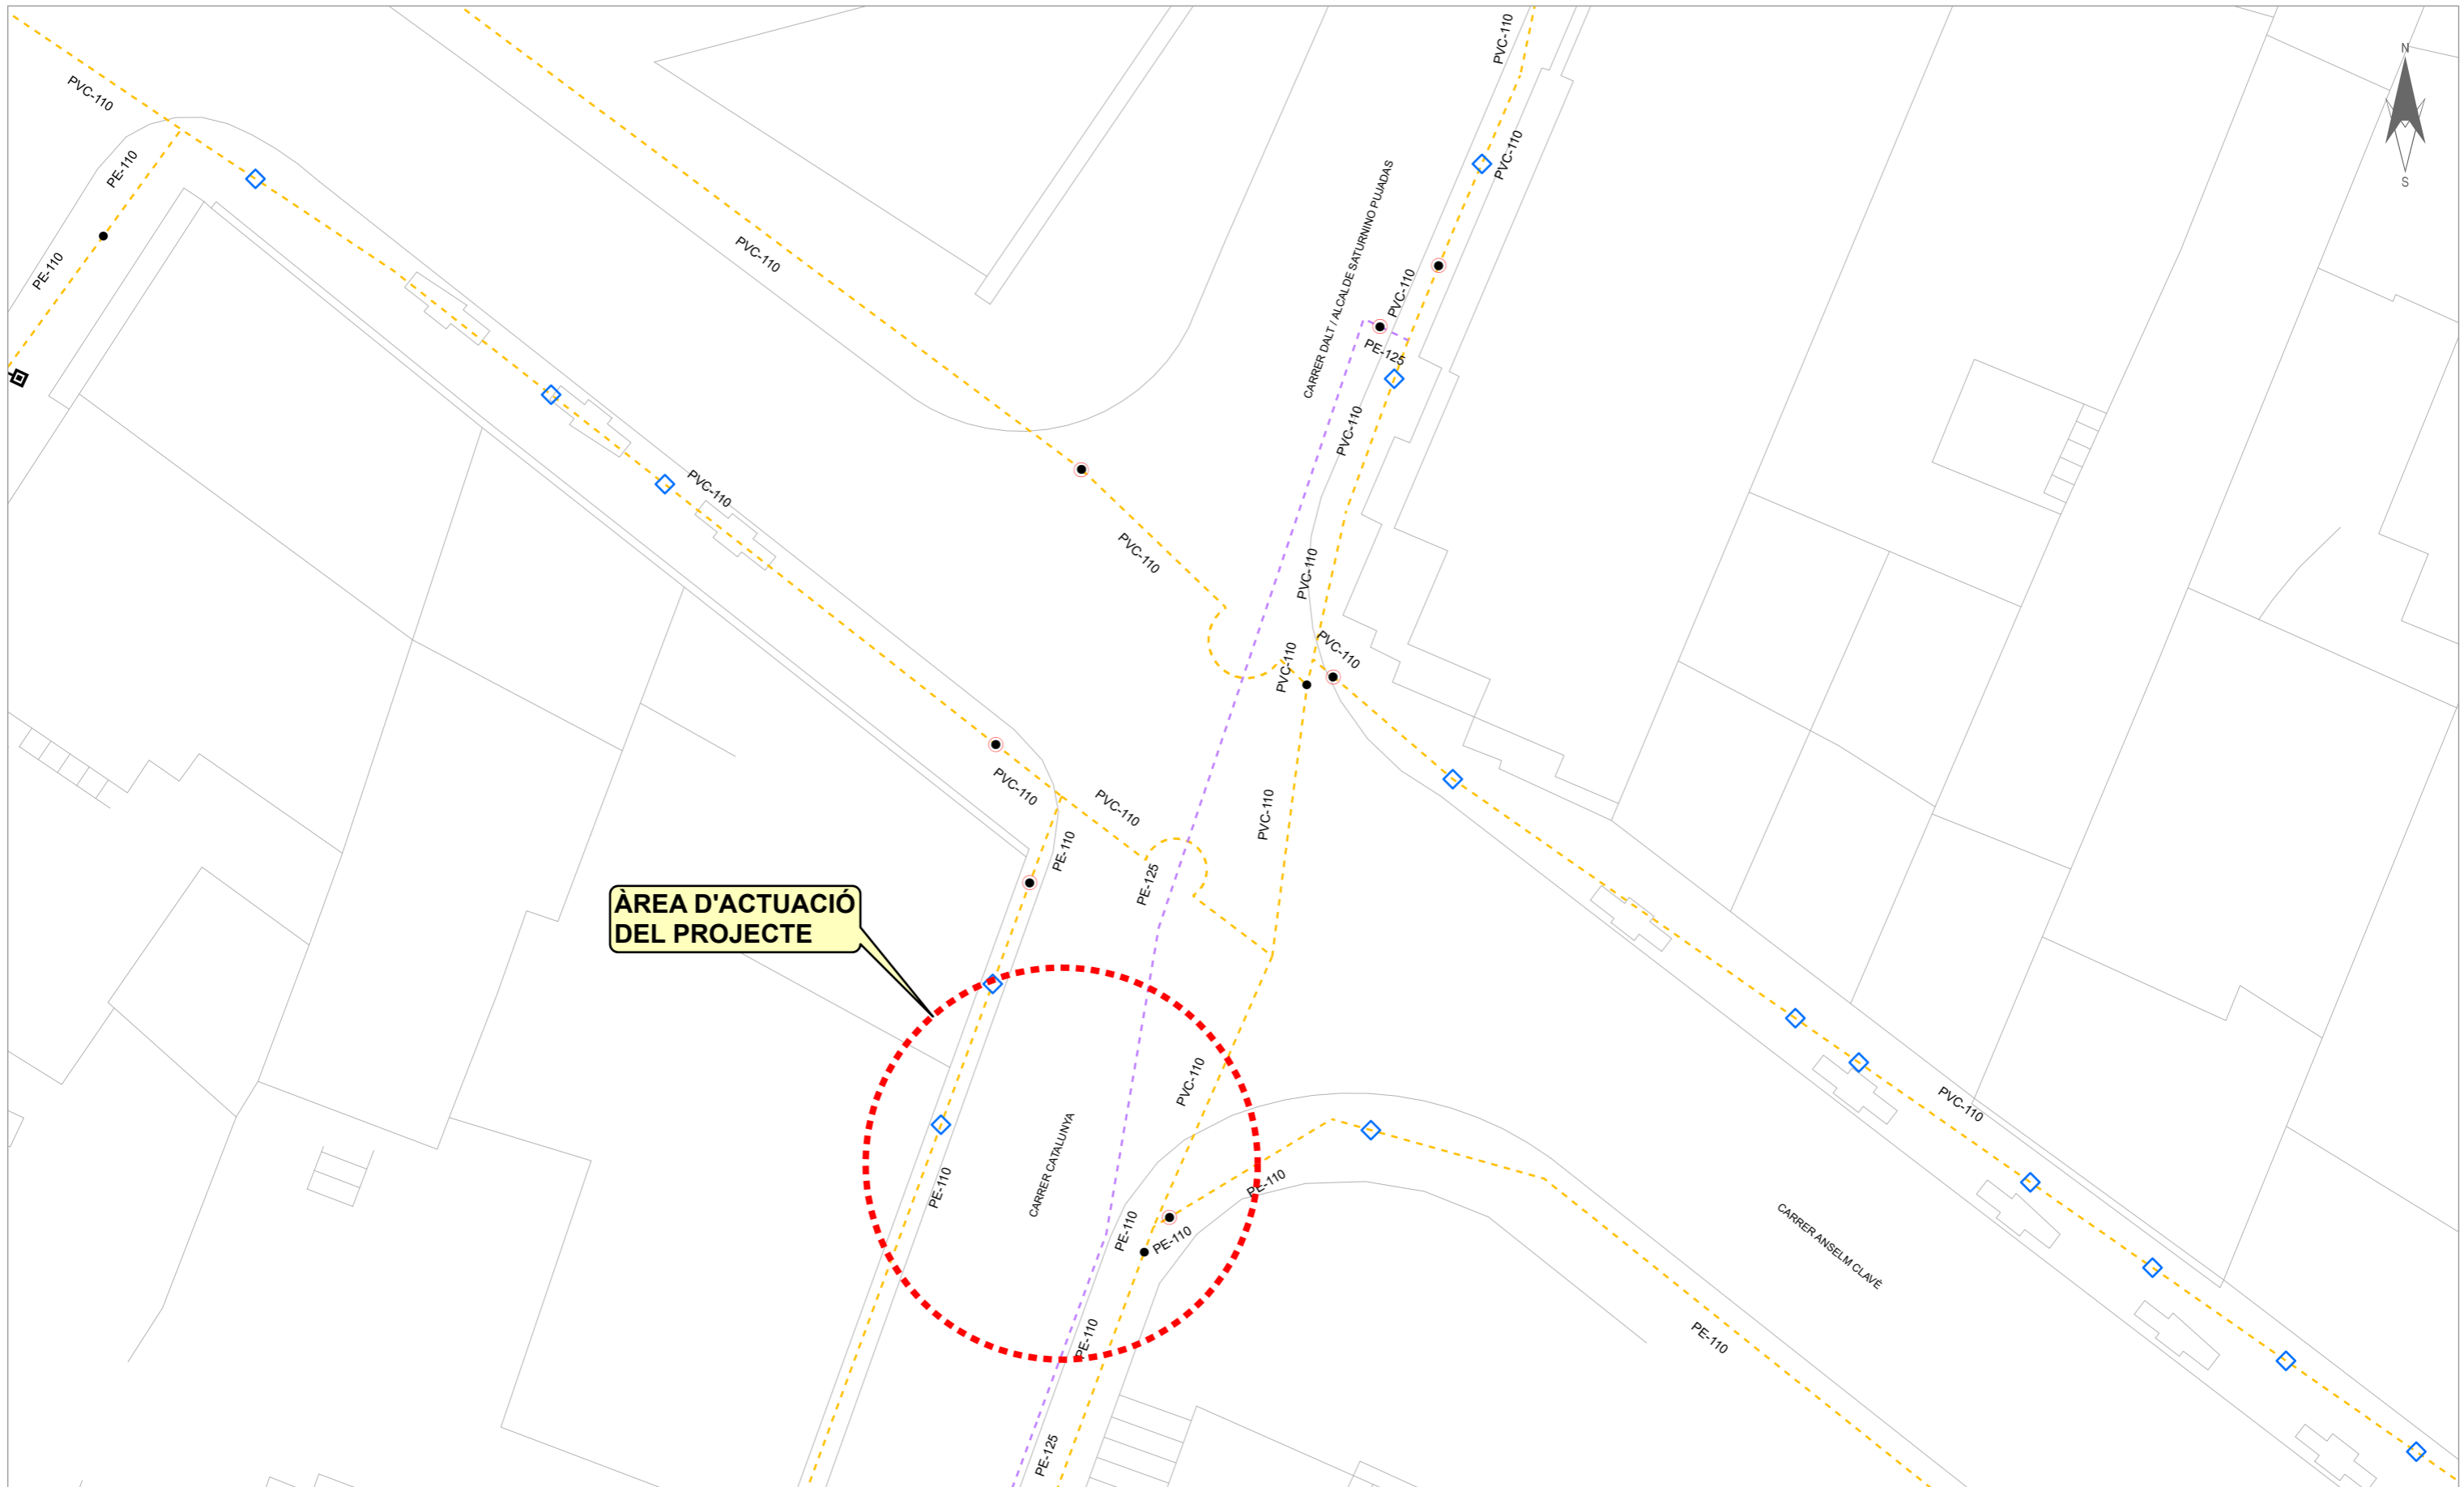 PVC-110
N
PVC-110
PVC-110
PE-110
S
PVC-110
PE-110
CARRER DALT / ALCALDE SATURNINO PUJADAS
PVC-110
PE-125
PVC-110
PVC-110
PVC-110
PVC-110
PVC-110
PVC-110
PVC-110
PVC-110
PVC-110
PE-110
PE-125
ÀREA D'ACTUACIÓ
DEL PROJECTE
PVC-110
PVC-110
CARRER CATALUNYA
PE-110
PE-110
PE-110
PE-110
CARRER ANSELM CLAVÉ
PE-110
PE-110
PE-125